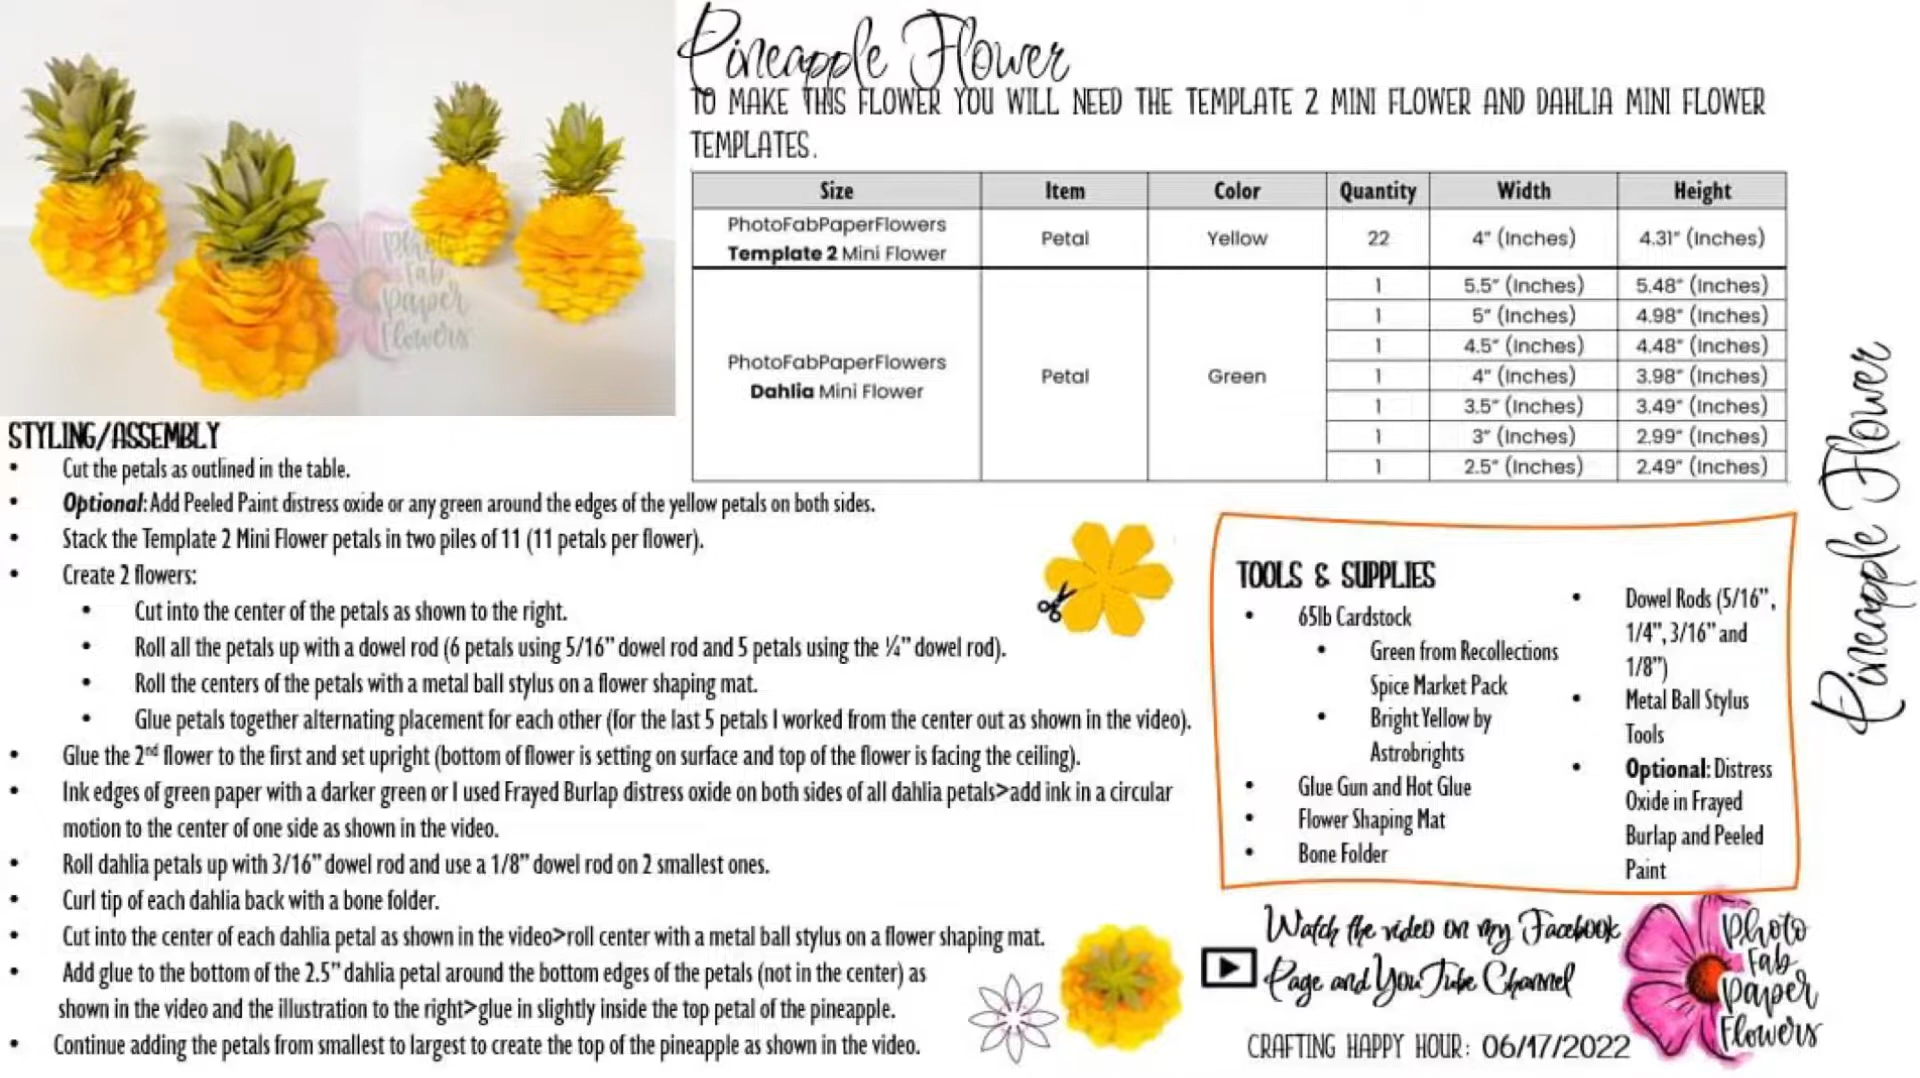 Pineapple Flower
TO MAKE THIS FLOWER YOU WILL NEED THE TEMPLATE 2 MINI FLOWER AND DAHLIA MINI FLOWER
TEMPLATES.
Size Item Color Quantity Width Height
PhotoFabPaperFlowers
Template 2 Mini Flower
Petal Yellow 22 4" (Inches) 4.31" (Inches)
PhotoFabPaperFlowers
Dahlia Mini Flower
Petal Green
1 5.5" (Inches) 5.48" (Inches)
1 5" (Inches) 4.98" (Inches)
1 4.5" (Inches) 4.48" (Inches)
1 4" (Inches) 3.98" (Inches)
1 3.5" (Inches) 3.49" (Inches)
1 3" (Inches) 2.99" (Inches)
1 2.5" (Inches) 2.49" (Inches)
Photo
Fab
Paper
Flowers
STYLING/ASSEMBLY
• Cut the petals as outlined in the table.
• Optional: Add Peeled Paint distress oxide or any green around the edges of the yellow petals on both sides.
• Stack the Template 2 Mini Flower petals in two piles of 11 (11 petals per flower).
• Create 2 flowers:
• Cut into the center of the petals as shown to the right.
• Roll all the petals up with a dowel rod (6 petals using 5/16” dowel rod and 5 petals using the ¼” dowel rod).
• Roll the centers of the petals with a metal ball stylus on a flower shaping mat.
• Glue petals together alternating placement for each other (for the last 5 petals I worked from the center out as shown in the video).
• Glue the 2nd flower to the first and set upright (bottom of flower is setting on surface and top of the flower is facing the ceiling).
• Ink edges of green paper with a darker green or I used Frayed Burlap distress oxide on both sides of all dahlia petals>add ink in a circular
motion to the center of one side as shown in the video.
• Roll dahlia petals up with 3/16” dowel rod and use a 1/8” dowel rod on 2 smallest ones.
• Curl tip of each dahlia back with a bone folder.
• Cut into the center of each dahlia petal as shown in the video>roll center with a metal ball stylus on a flower shaping mat.
• Add glue to the bottom of the 2.5” dahlia petal around the bottom edges of the petals (not in the center) as
shown in the video and the illustration to the right>glue in slightly inside the top petal of the pineapple.
• Continue adding the petals from smallest to largest to create the top of the pineapple as shown in the video.
TOOLS & SUPPLIES
• 65lb Cardstock
• Green from Recollections
Spice Market Pack
• Bright Yellow by
Astrobrights
• Glue Gun and Hot Glue
• Flower Shaping Mat
• Bone Folder
• Dowel Rods (5/16”,
1/4”, 3/16” and
1/8”)
• Metal Ball Stylus
Tools
• Optional: Distress
Oxide in Frayed
Burlap and Peeled
Paint
Pineapple Flower
Watch the video on my Facebook
Page and YouTube Channel
CRAFTING HAPPY HOUR: 06/17/2022
Photo
Fab
Paper
Flowers